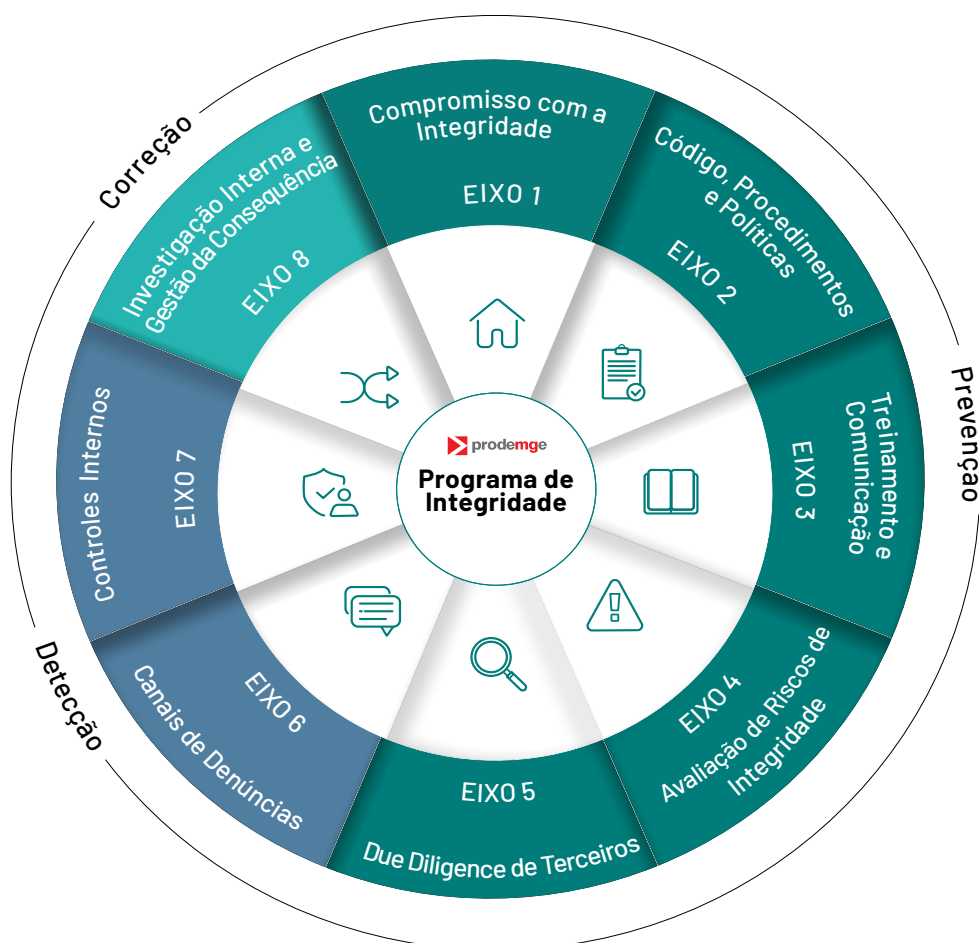 prodemge
Programa de
Integridade
Compromisso com a
Integridade
EIXO 1
Código, Procedimentos
e Políticas
EIXO 2
Treinamento e
Comunicação
EIXO 3
Avaliação de Riscos de
Integridade
EIXO 4
EIXO 5
Due Diligence de Terceiros
EIXO 6
Canais de Denúncias
EIXO 7
Controles Internos
Investigação Interna e
Gestão da Consequência
EIXO 8
Prevenção
Detecção
Correção